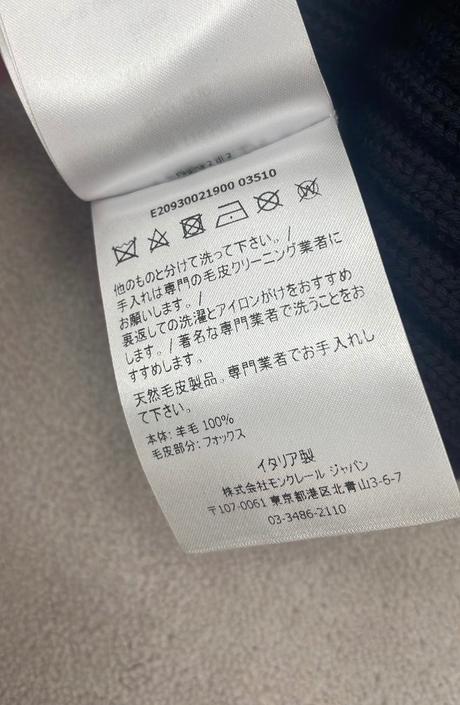 Pagina 2 di 2
E20930021900 03510
他のものと分けて洗って下さい。/
手入れは専門の毛皮クリーニング業者に
お願いします。/
裏返しての洗濯とアイロンがけをおすすめ
します。/ 著名な専門業者で洗うことをお
すすめします。
天然毛皮製品。専門業者でお手入れし
て下さい。
本体: 羊毛 100%
毛皮部分: フォックス
イタリア製
株式会社モンクレール ジャパン
〒107-0061 東京都港区北青山3-6-7
03-3486-2110